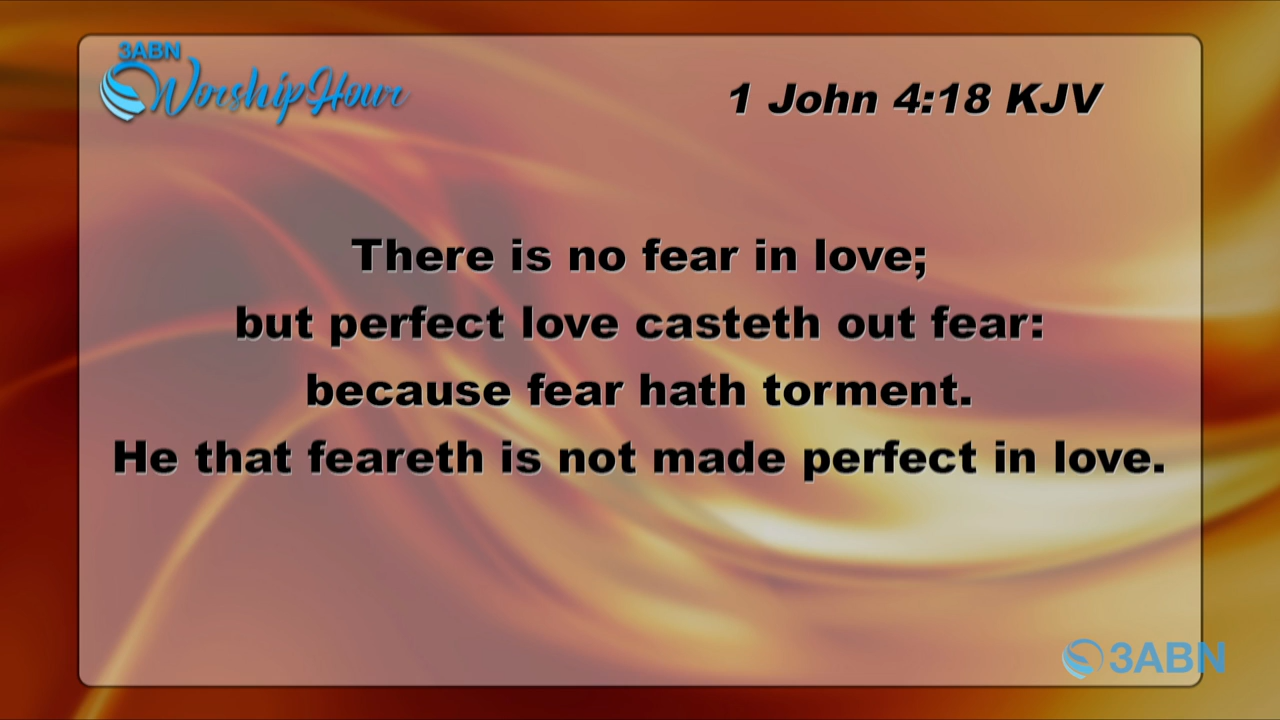 3ABN
Worship Hour
1 John 4:18 KJV
There is no fear in love;
but perfect love casteth out fear:
because fear hath torment.
He that feareth is not made perfect in love.
3ABN